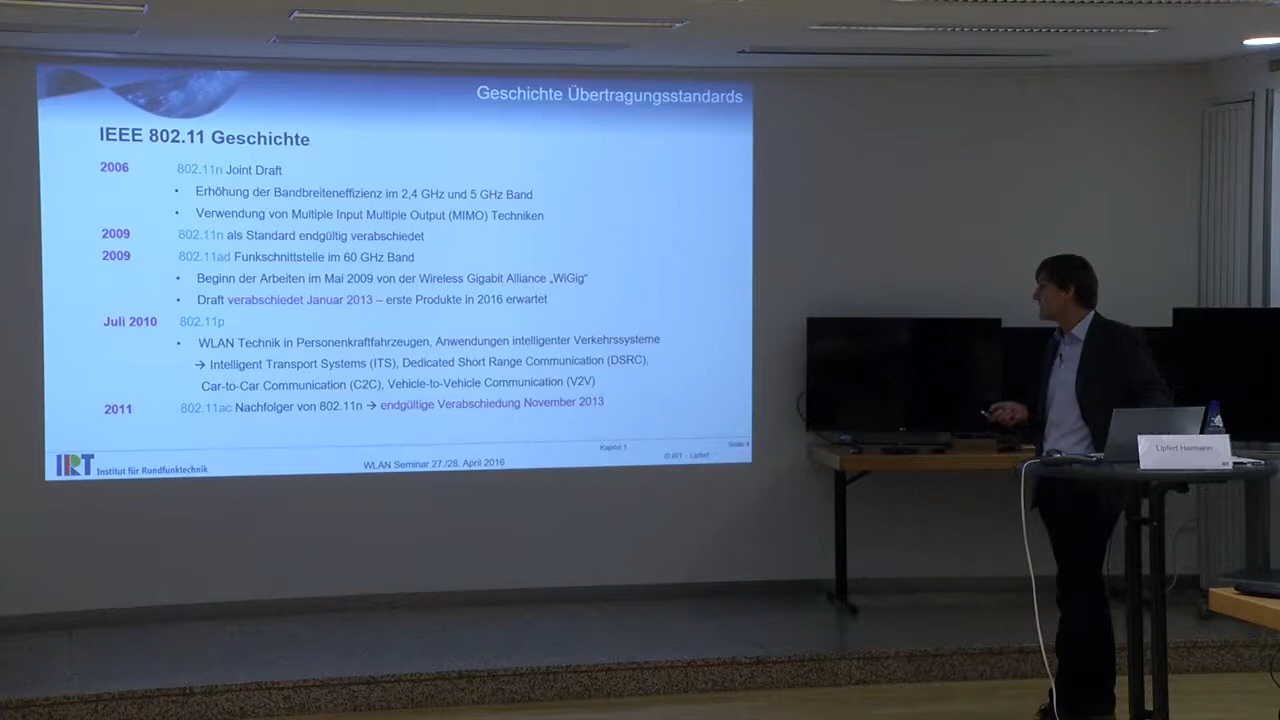 Geschichte Übertragungsstandards
IEEE 802.11 Geschichte
2006 802.11n Joint Draft
• Erhöhung der Bandbreiteneffizienz im 2,4 GHz und 5 GHz Band
• Verwendung von Multiple Input Multiple Output (MIMO) Techniken
2009 802.11n als Standard endgültig verabschiedet
2009 802.11ad Funkschnittstelle im 60 GHz Band
• Beginn der Arbeiten im Mai 2009 von der Wireless Gigabit Alliance „WiGig“
• Draft verabschiedet Januar 2013 – erste Produkte in 2016 erwartet
Juli 2010 802.11p
• WLAN Technik in Personenkraftfahrzeugen, Anwendungen intelligenter Verkehrssysteme
→ Intelligent Transport Systems (ITS), Dedicated Short Range Communication (DSRC),
Car-to-Car Communication (C2C), Vehicle-to-Vehicle Communication (V2V)
2011 802.11ac Nachfolger von 802.11n → endgültige Verabschiedung November 2013
IRT Institut für Rundfunktechnik
WLAN Seminar 27./28. April 2016
Kapitel 1
© IRT – Lipfert
Seite 4
Lipfert Hermann